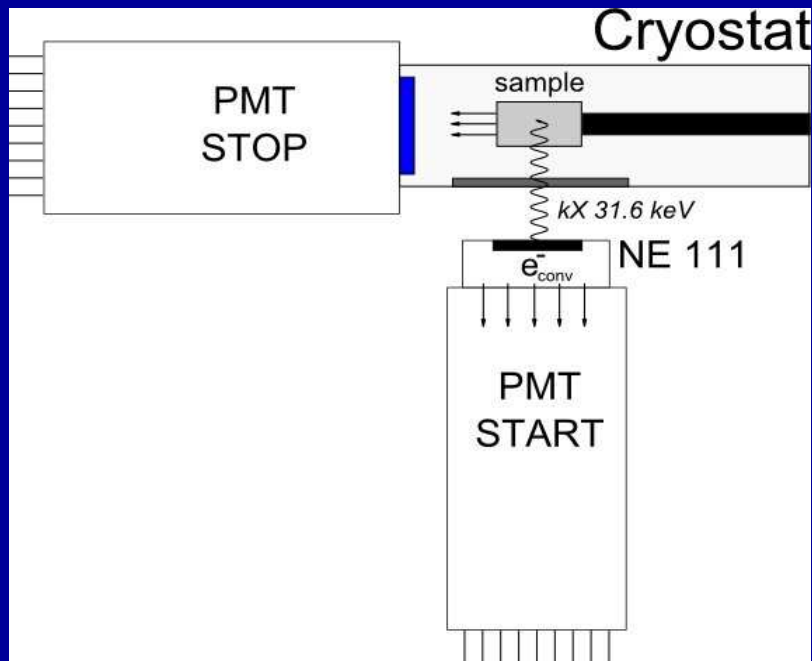 Cryostat
sample
PMT
STOP
kX 31.6 keV
NE 111
e⁻conv
PMT
START